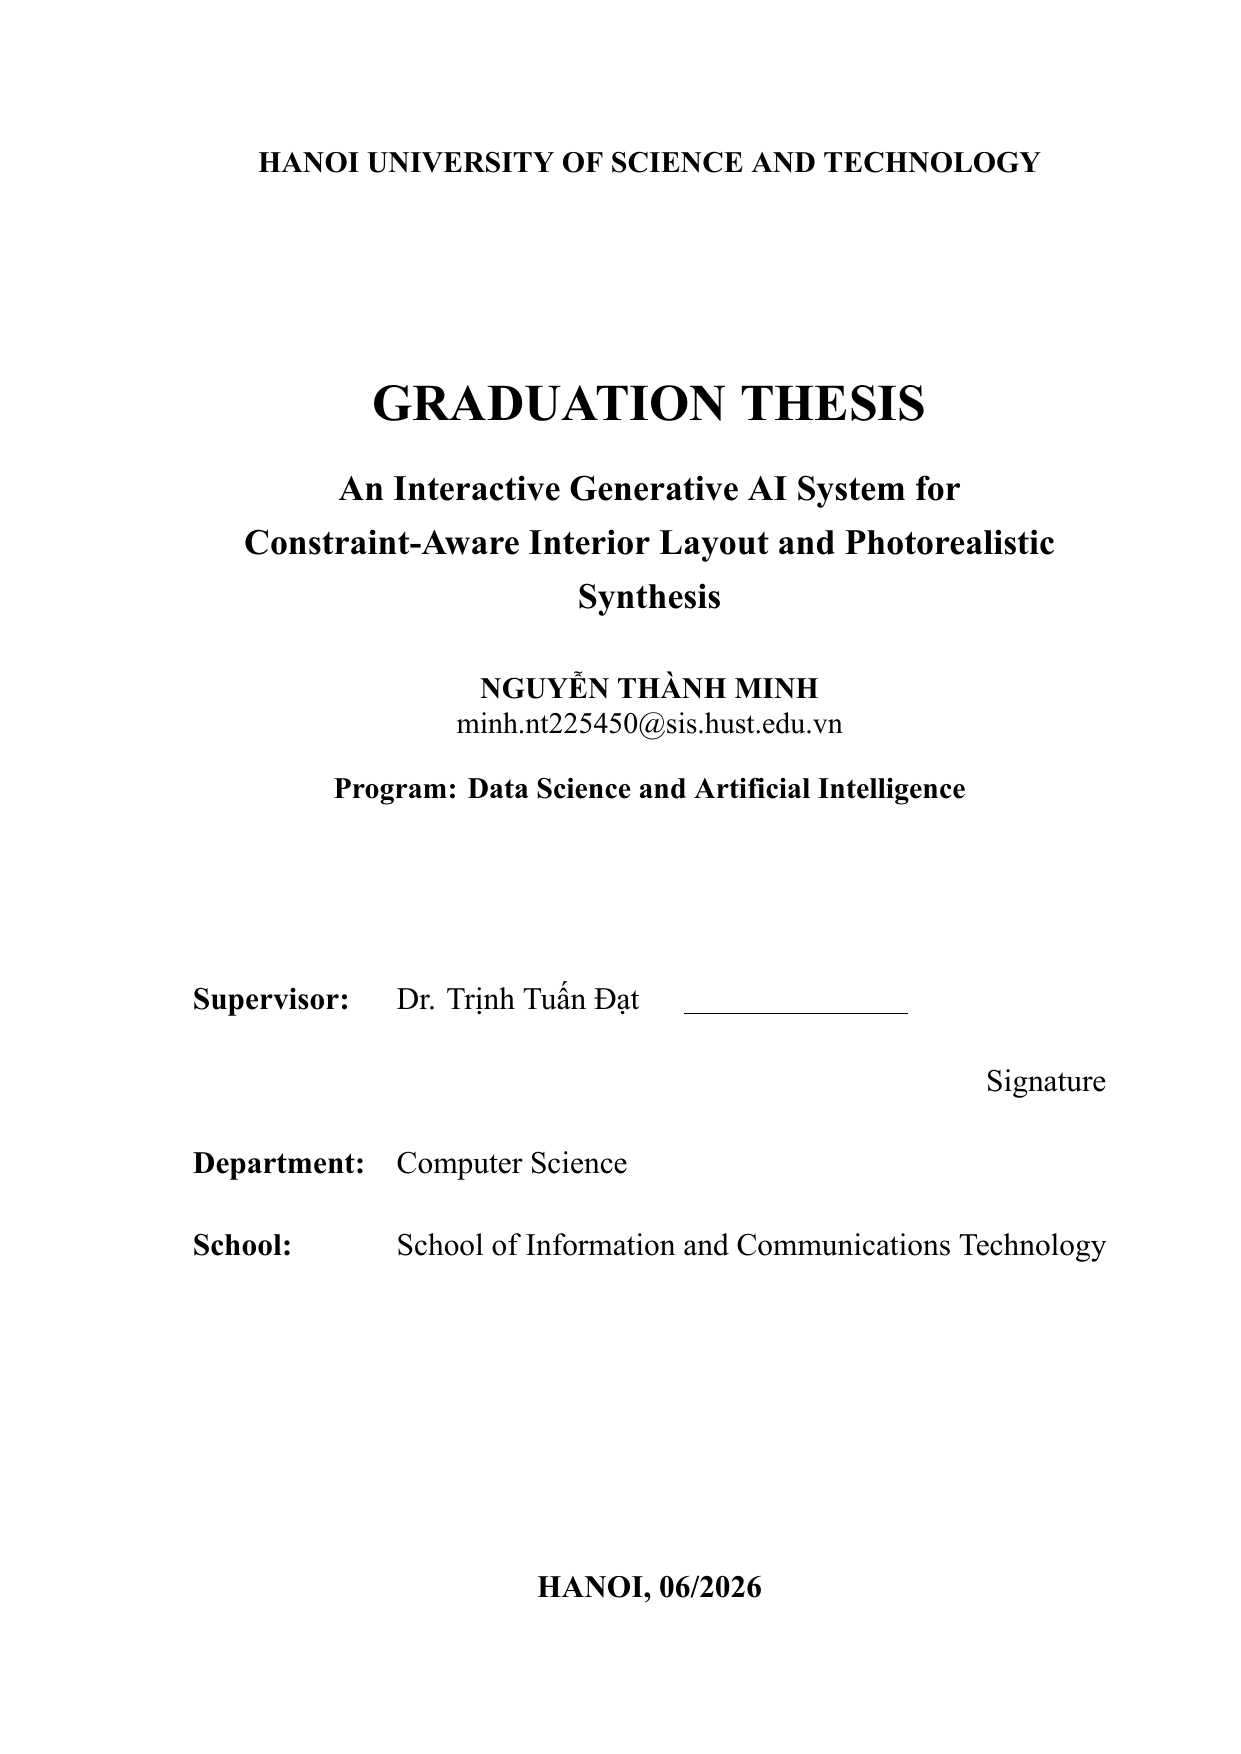 HANOI UNIVERSITY OF SCIENCE AND TECHNOLOGY
GRADUATION THESIS
An Interactive Generative AI System for
Constraint-Aware Interior Layout and Photorealistic
Synthesis
NGUYỄN THÀNH MINH
minh.nt225450@sis.hust.edu.vn
Program: Data Science and Artificial Intelligence
Supervisor: Dr. Trịnh Tuấn Đạt
Signature
Department: Computer Science
School: School of Information and Communications Technology
HANOI, 06/2026